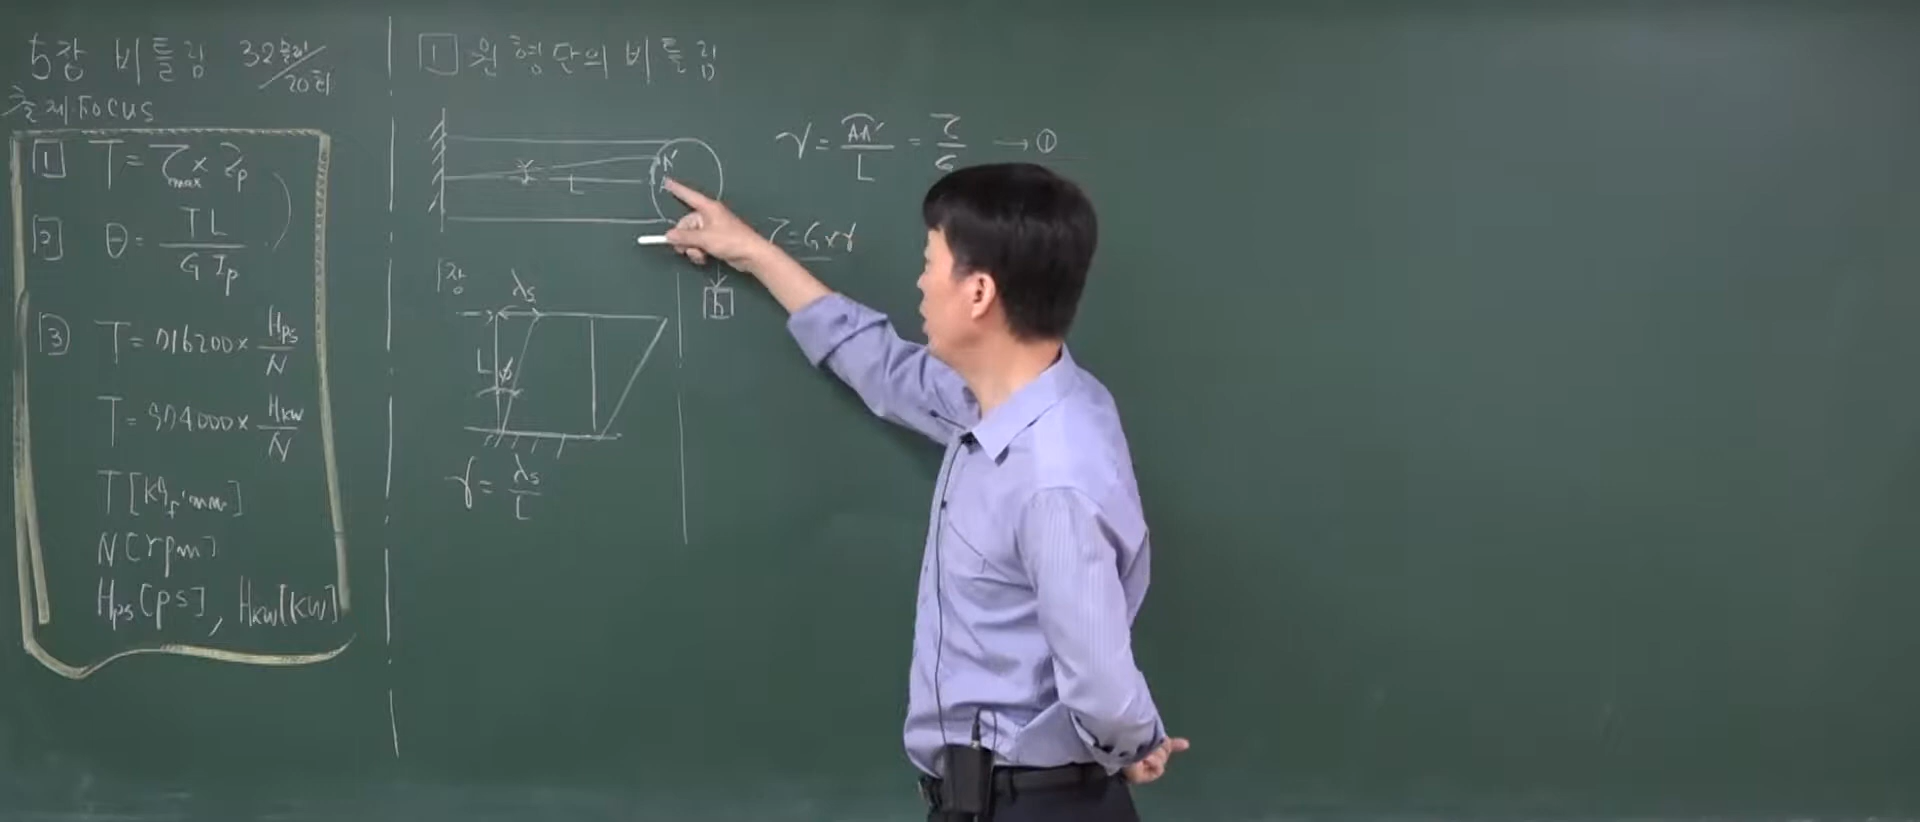 5장 비틀림 32문제/20회
출제 FOCUS
1 T = τmax × Zp
2 θ = TL / G Ip
3 T = 716200 × Hps / N
T = 974000 × Hkw / N
T [kgf·mm]
N [rpm]
Hps [ps], Hkw [kw]
1 원형단의 비틀림
γ
L
A'
γ = AA' / L = τ / G → ①
τ = G × γ
h
1장
λs
L
ϕ
γ = λs / L